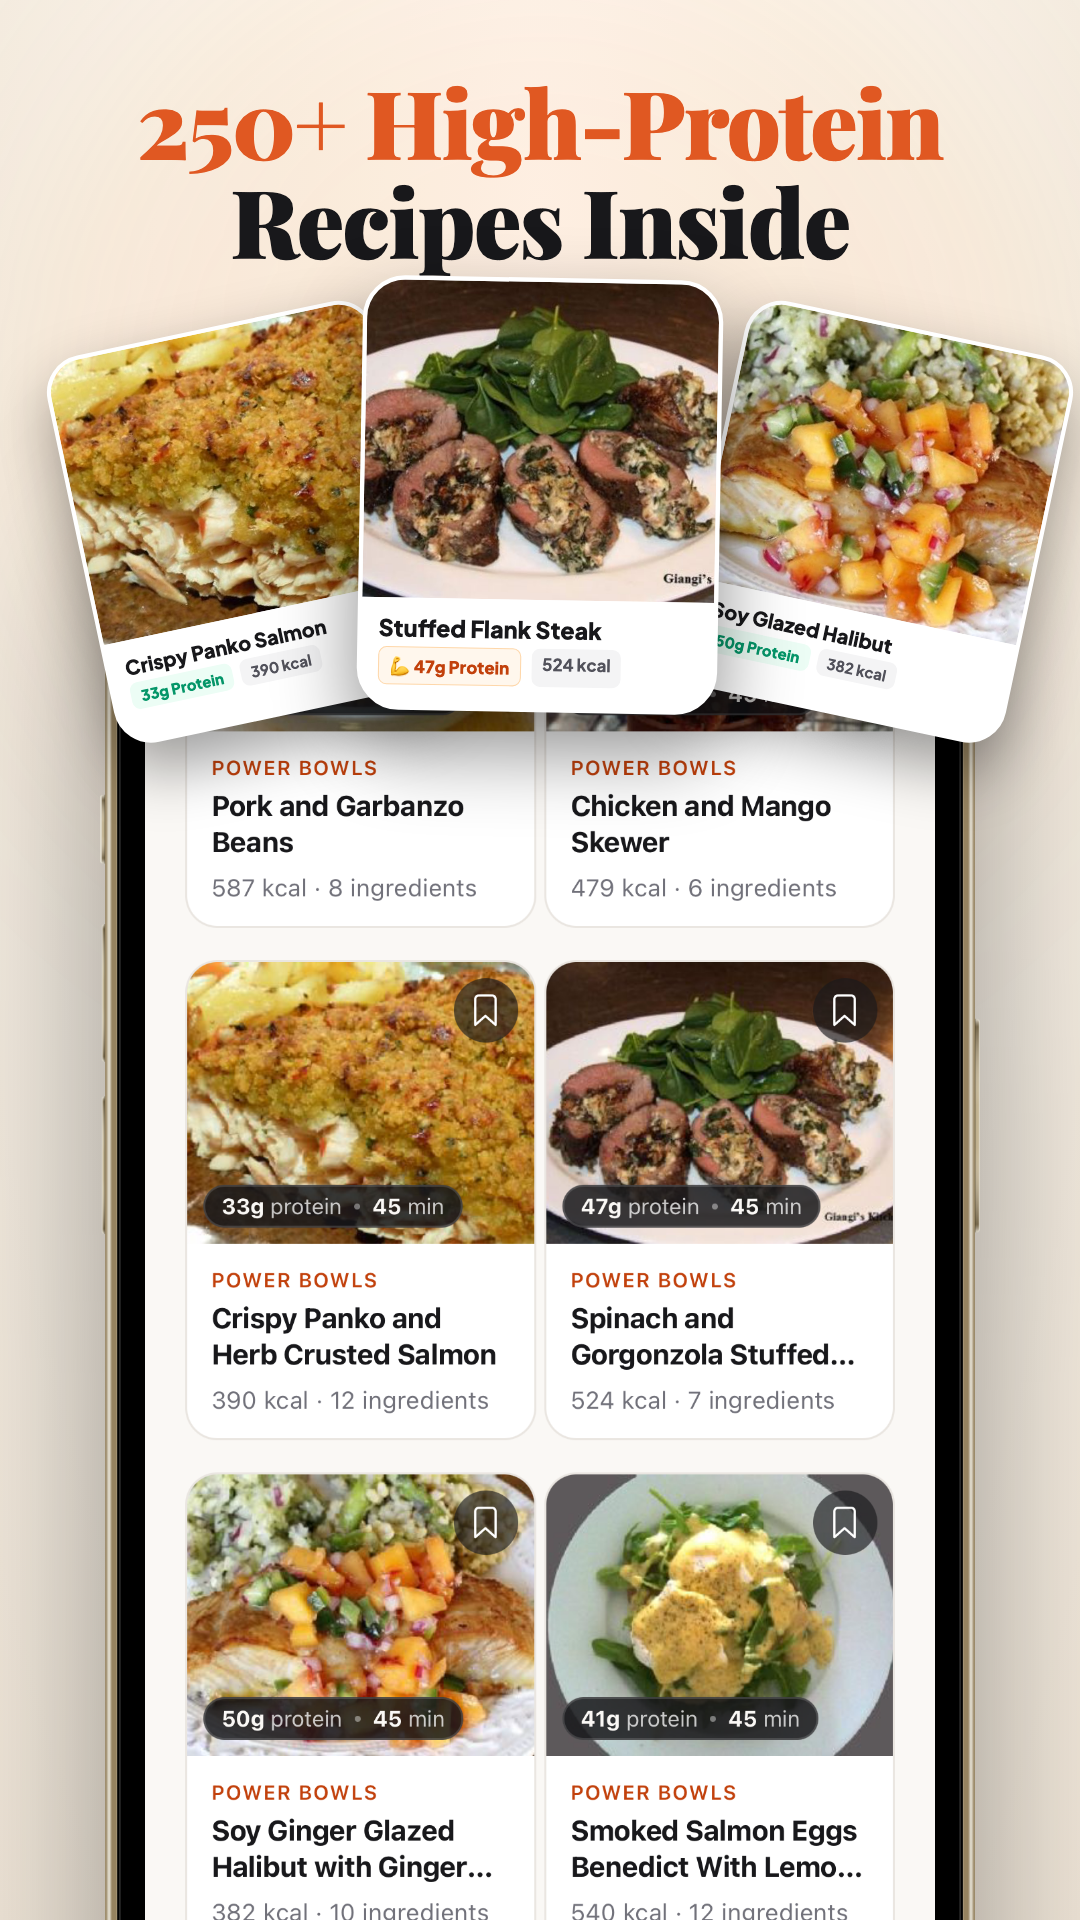 250+ High-Protein
Recipes Inside
Giangi's
Crispy Panko Salmon
33g Protein
390 kcal
Stuffed Flank Steak
💪 47g Protein
524 kcal
Soy Glazed Halibut
50g Protein
382 kcal
POWER BOWLS
Pork and Garbanzo
Beans
587 kcal · 8 ingredients
POWER BOWLS
Chicken and Mango
Skewer
479 kcal · 6 ingredients
33g protein • 45 min
POWER BOWLS
Crispy Panko and
Herb Crusted Salmon
390 kcal · 12 ingredients
47g protein • 45 min
Giangi's
POWER BOWLS
Spinach and
Gorgonzola Stuffed...
524 kcal · 7 ingredients
50g protein • 45 min
POWER BOWLS
Soy Ginger Glazed
Halibut with Ginger...
382 kcal · 10 ingredients
41g protein • 45 min
POWER BOWLS
Smoked Salmon Eggs
Benedict With Lemo...
540 kcal · 12 ingredients